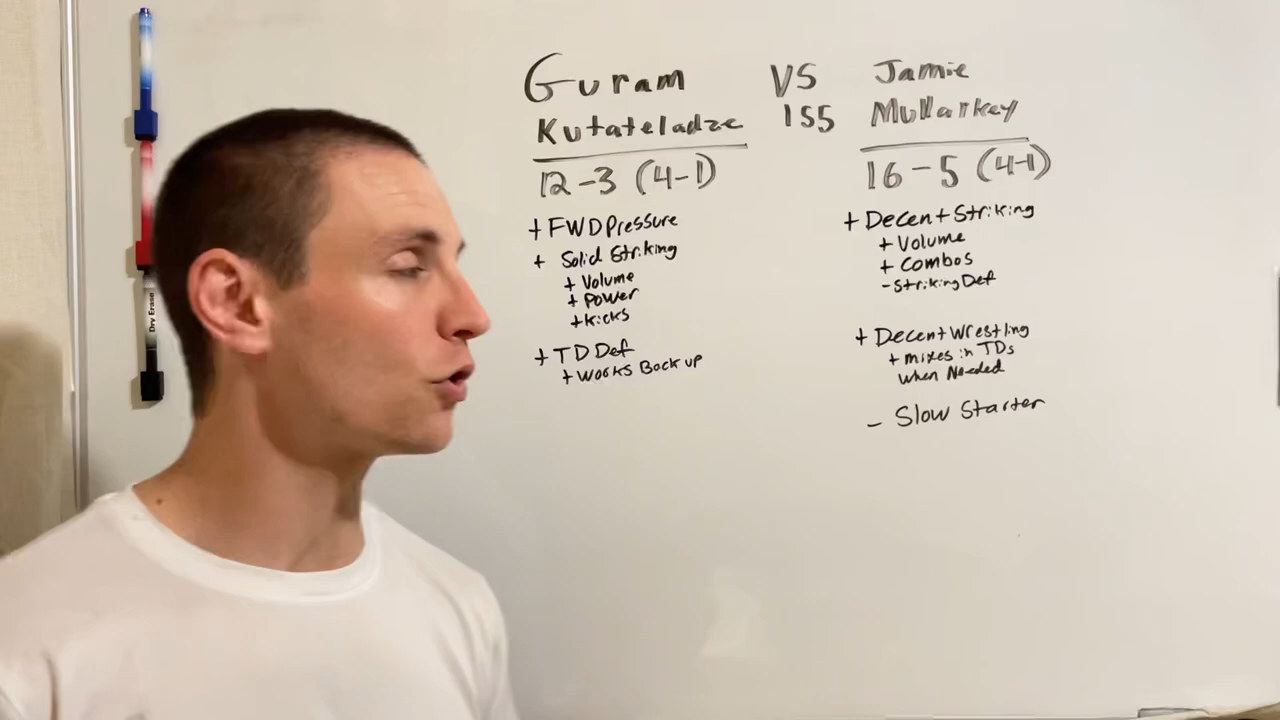 Guram
Kutateladze
12-3 (4-1)
+ FWD Pressure
+ Solid Striking
+ Volume
+ Power
+ Kicks
+ TD Def
+ Works Back up
VS
155
Jamie
Mullarkey
16-5 (4-1)
+ Decent Striking
+ Volume
+ Combos
- Striking Def
+ Decent Wrestling
+ mixes in TDs
when Needed
- Slow Starter
Dry Erase